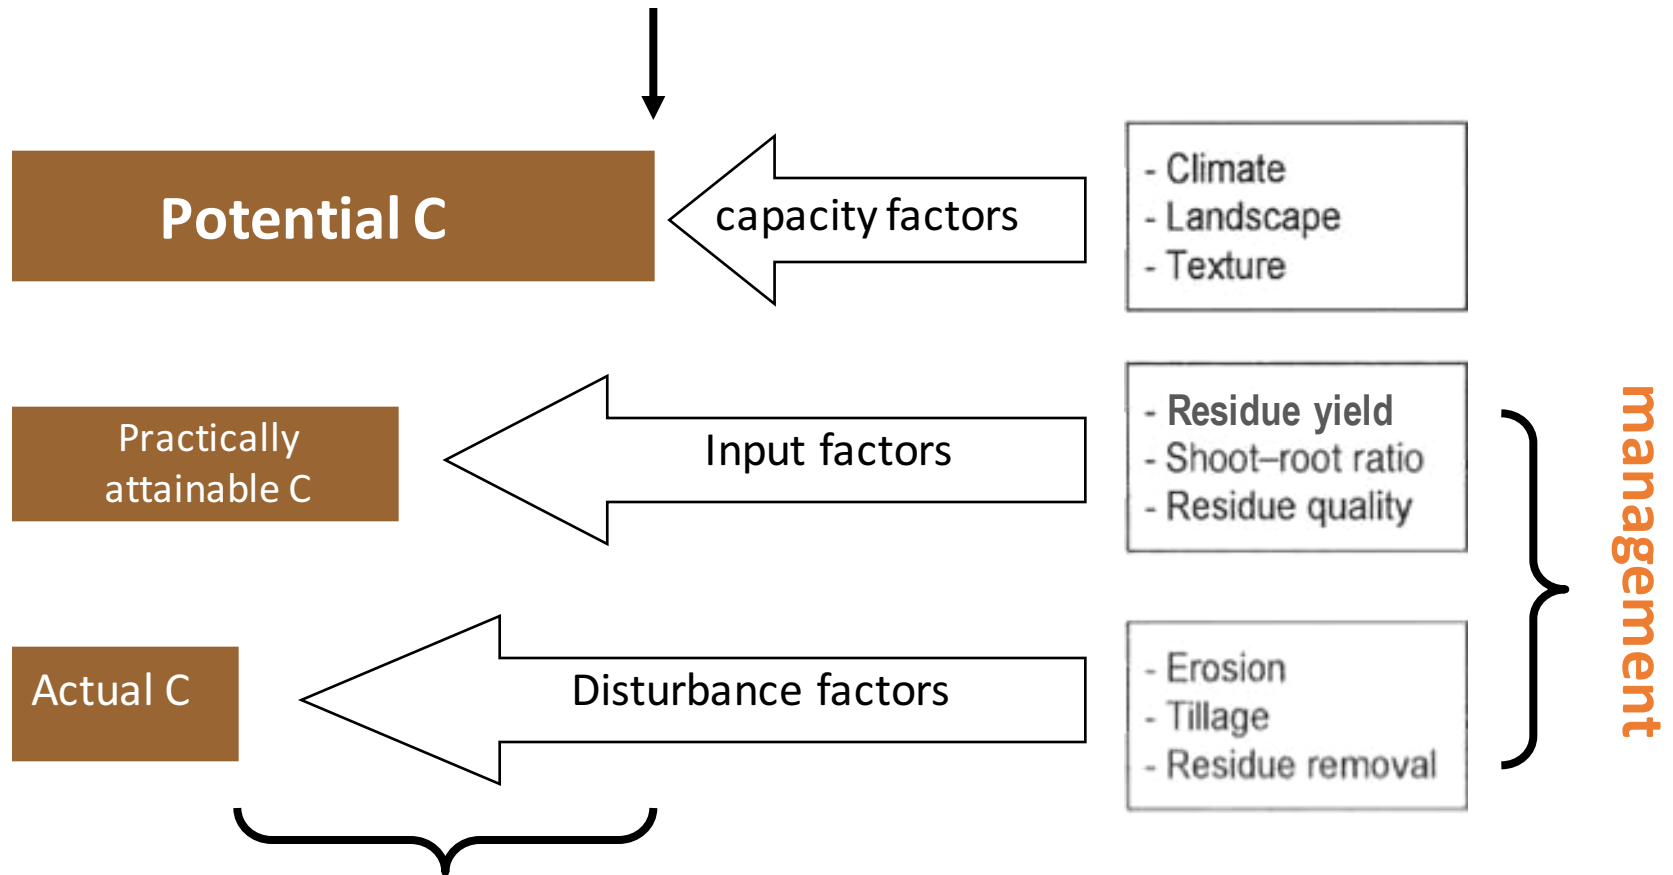 Potential C
capacity factors
- Climate
- Landscape
- Texture
Practically
attainable C
Input factors
- Residue yield
- Shoot–root ratio
- Residue quality
Actual C
Disturbance factors
- Erosion
- Tillage
- Residue removal
management